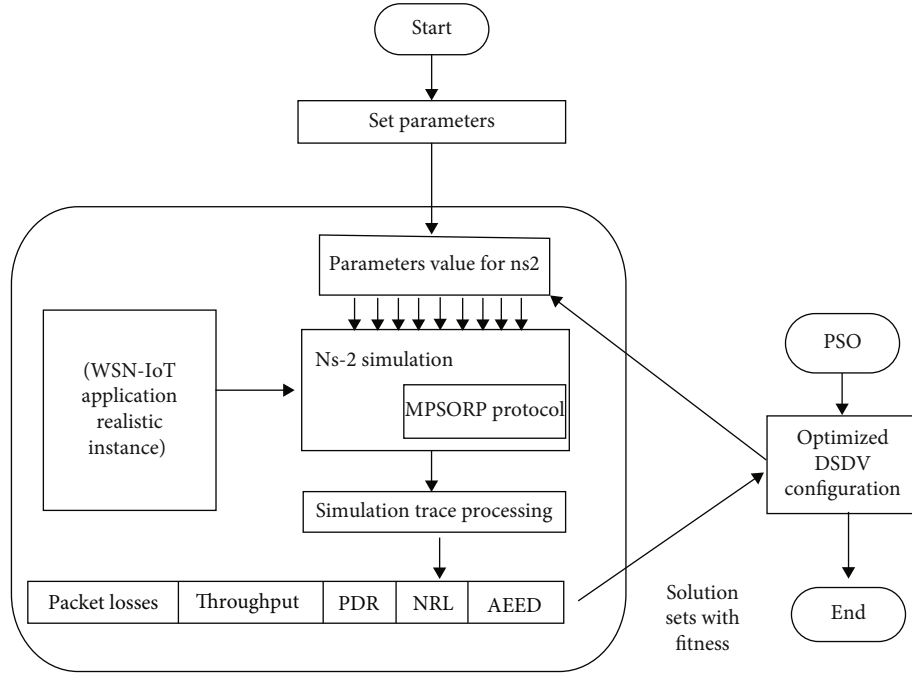 Start
Set parameters
Parameters value for ns2
(WSN-IoT
application
realistic
instance)
Ns-2 simulation
MPSORP protocol
Simulation trace processing
Packet losses
Throughput
PDR
NRL
AEED
PSO
Optimized
DSDV
configuration
Solution
sets with
fitness
End